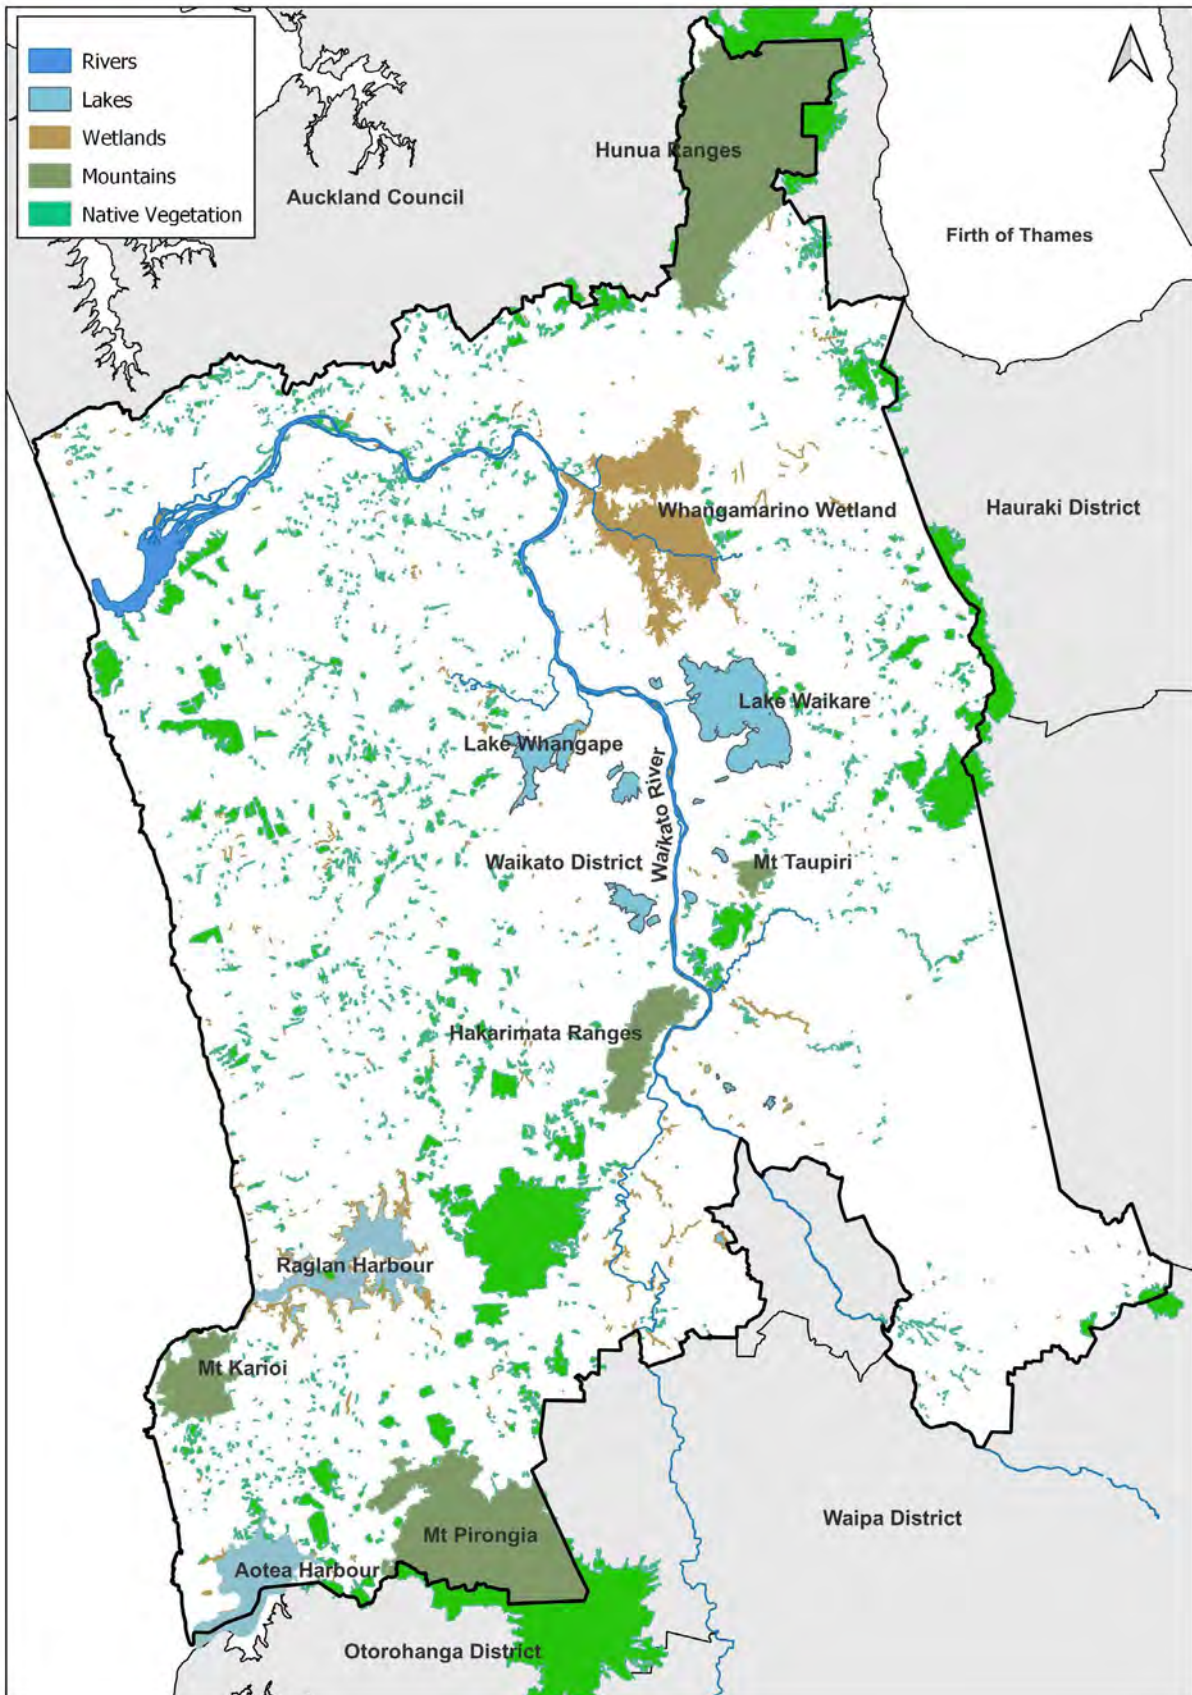 Rivers
Lakes
Wetlands
Mountains
Native Vegetation
Hunua Ranges
Auckland Council
Firth of Thames
Hauraki District
Whangamarino Wetland
Lake Waikare
Lake Whangape
Waikato River
Waikato District
Mt Taupiri
Hakarimata Ranges
Raglan Harbour
Mt Karioi
Waipa District
Mt Pirongia
Aotea Harbour
Otorohanga District